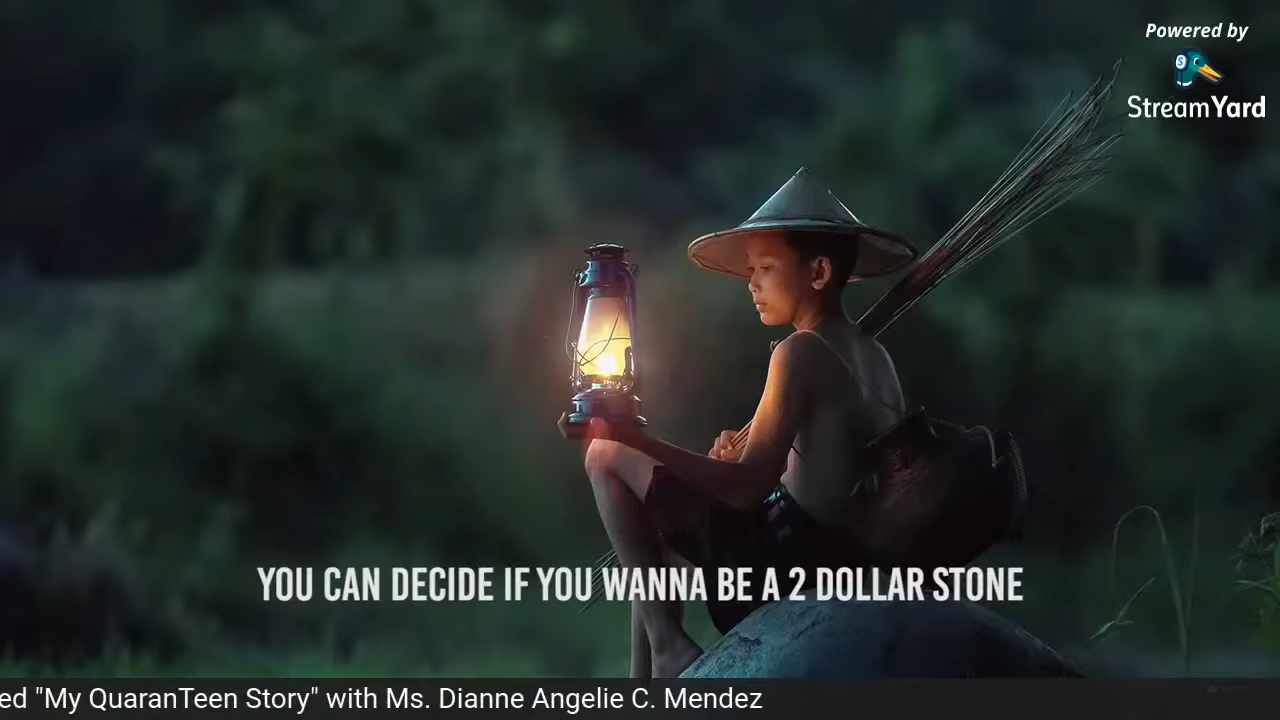 Powered by
StreamYard
YOU CAN DECIDE IF YOU WANNA BE A 2 DOLLAR STONE
ed "My QuaranTeen Story" with Ms. Dianne Angelie C. Mendez